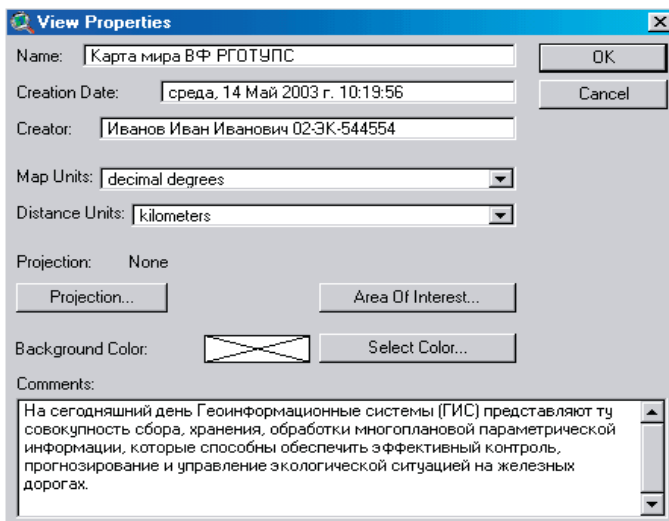 View Properties
Name: Карта мира ВФ РГОТУПС
OK
Creation Date: среда, 14 Май 2003 г. 10:19:56
Cancel
Creator: Иванов Иван Иванович 02-ЭК-544554
Map Units: decimal degrees
Distance Units: kilometers
Projection: None
Projection... Area Of Interest...
Background Color: Select Color...
Comments:
На сегодняшний день Геоинформационные системы (ГИС) представляют ту
совокупность сбора, хранения, обработки многоплановой параметрической
информации, которые способны обеспечить эффективный контроль,
прогнозирование и управление экологической ситуацией на железных
дорогах.